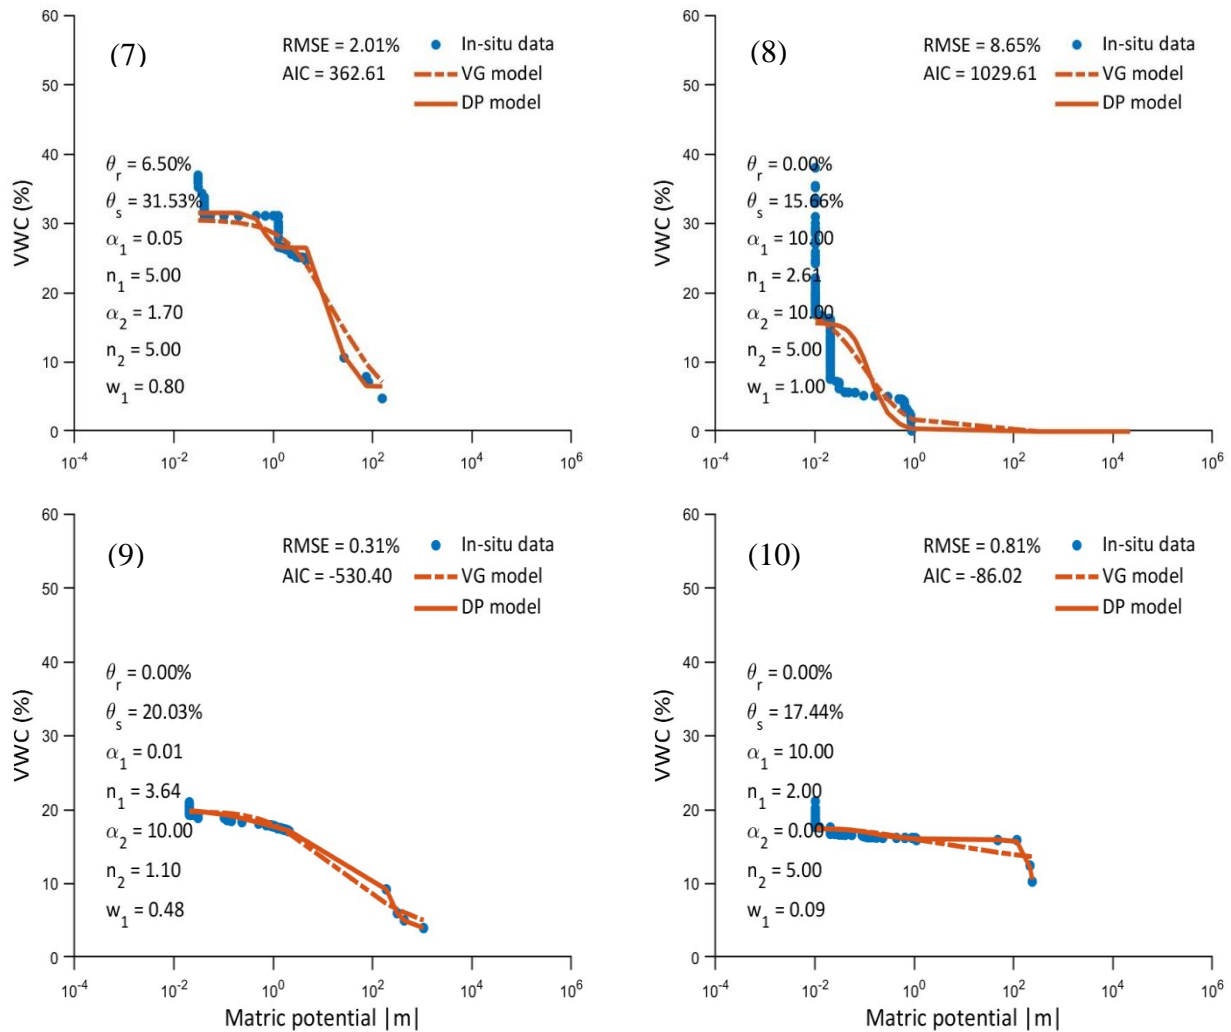 60
(7)
RMSE = 2.01%
AIC = 362.61
In-situ data
VG model
DP model
50
40
30
20
10
0
VWC (%)
θr = 6.50%
θs = 31.53%
α1 = 0.05
n1 = 5.00
α2 = 1.70
n2 = 5.00
w1 = 0.80
10-4 10-2 100 102 104 106
60
(8)
RMSE = 8.65%
AIC = 1029.61
In-situ data
VG model
DP model
50
40
30
20
10
0
VWC (%)
θr = 0.00%
θs = 15.66%
α1 = 10.00
n1 = 2.61
α2 = 10.00
n2 = 5.00
w1 = 1.00
10-4 10-2 100 102 104 106
60
(9)
RMSE = 0.31%
AIC = -530.40
In-situ data
VG model
DP model
50
40
30
20
10
0
VWC (%)
θr = 0.00%
θs = 20.03%
α1 = 0.01
n1 = 3.64
α2 = 10.00
n2 = 1.10
w1 = 0.48
10-4 10-2 100 102 104 106
Matric potential |m|
60
(10)
RMSE = 0.81%
AIC = -86.02
In-situ data
VG model
DP model
50
40
30
20
10
0
VWC (%)
θr = 0.00%
θs = 17.44%
α1 = 10.00
n1 = 2.00
α2 = 0.00
n2 = 5.00
w1 = 0.09
10-4 10-2 100 102 104 106
Matric potential |m|